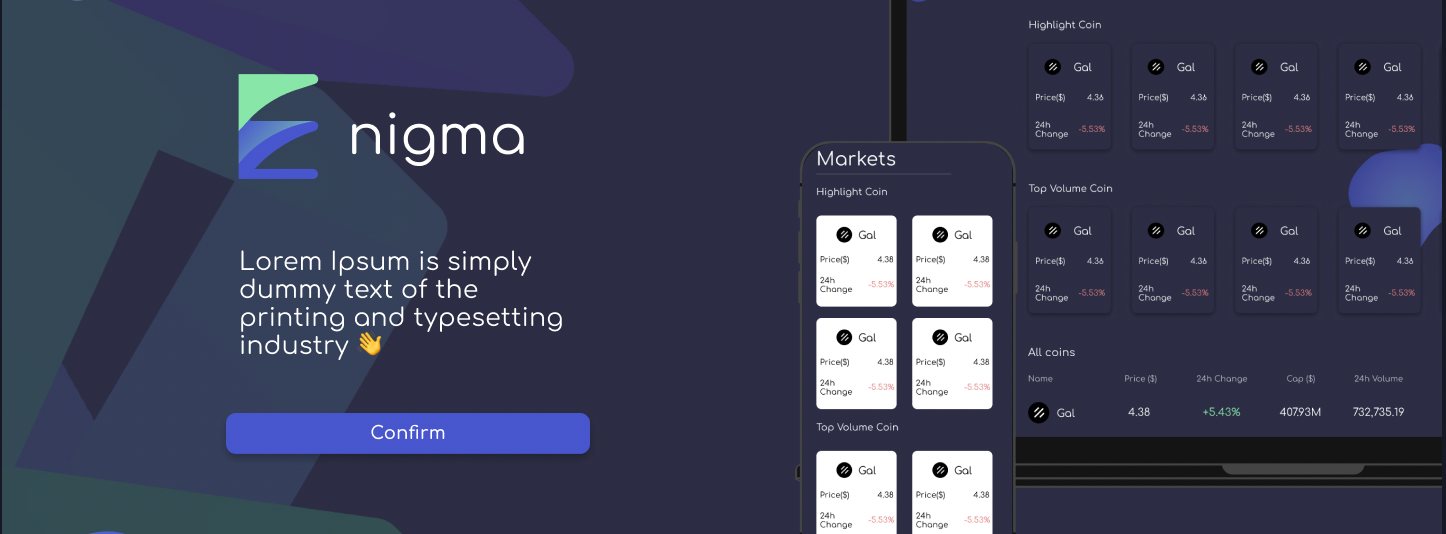 nigma
Lorem Ipsum is simply
dummy text of the
printing and typesetting
industry 👋
Confirm
Markets
Highlight Coin
Gal Gal
Price($) 4.38 Price($) 4.38
24h
Change -5.53% 24h
Change -5.53%
Gal Gal
Price($) 4.38 Price($) 4.38
24h
Change -5.53% 24h
Change -5.53%
Top Volume Coin
Gal Gal
Price($) 4.38 Price($) 4.38
24h
Change -5.53% 24h
Change -5.53%
Highlight Coin
Gal Gal Gal Gal
Price($) 4.36 Price($) 4.36 Price($) 4.36 Price($) 4.36
24h
Change -5.53% 24h
Change -5.53% 24h
Change -5.53% 24h
Change -5.53%
Top Volume Coin
Gal Gal Gal Gal
Price($) 4.36 Price($) 4.36 Price($) 4.36 Price($) 4.36
24h
Change -5.53% 24h
Change -5.53% 24h
Change -5.53% 24h
Change -5.53%
All coins
Name Price ($) 24h Change Cap ($) 24h Volume
Gal 4.38 +5.43% 407.93M 732,735.19